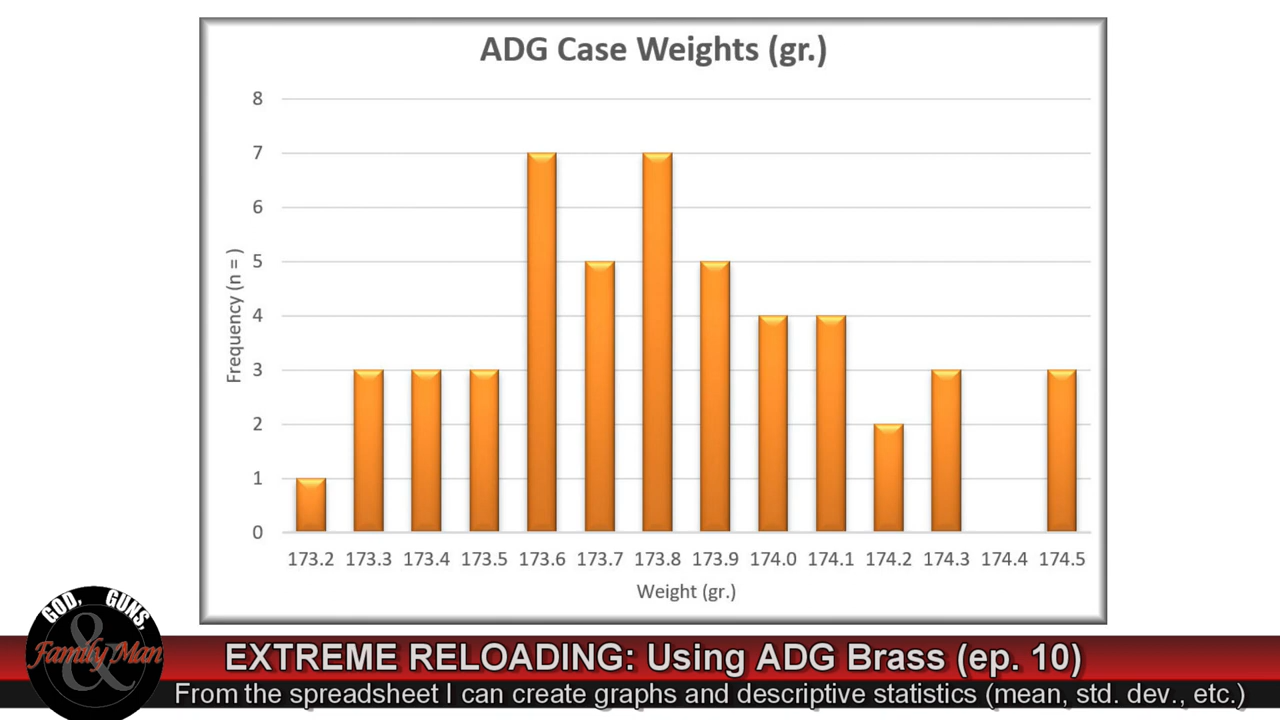 ADG Case Weights (gr.)
8
7
6
5
4
3
2
1
0
Frequency (n = )
173.2 173.3 173.4 173.5 173.6 173.7 173.8 173.9 174.0 174.1 174.2 174.3 174.4 174.5
Weight (gr.)
GOD, GUNS,
&
Family Man
EXTREME RELOADING: Using ADG Brass (ep. 10)
From the spreadsheet I can create graphs and descriptive statistics (mean, std. dev., etc.)